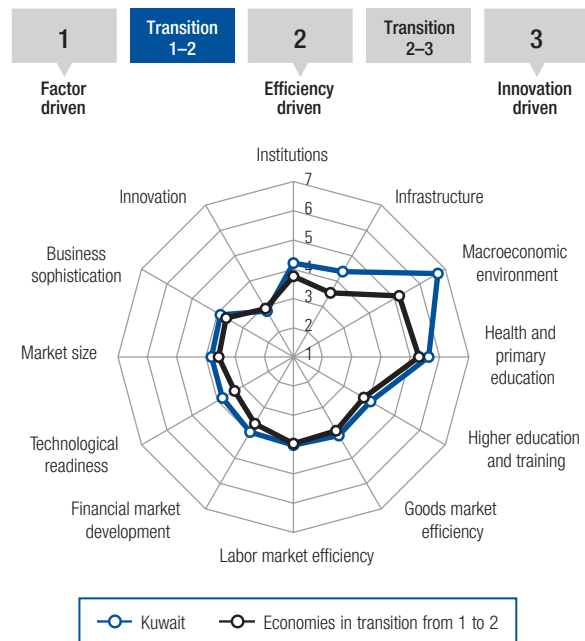 1
Transition
1–2
2
Transition
2–3
3
Factor
driven
Efficiency
driven
Innovation
driven
Institutions
Innovation
Infrastructure
Business
sophistication
Macroeconomic
environment
Market size
Health and
primary
education
Technological
readiness
Higher education
and training
Financial market
development
Goods market
efficiency
Labor market efficiency
7
6
5
4
3
2
1
Kuwait
Economies in transition from 1 to 2